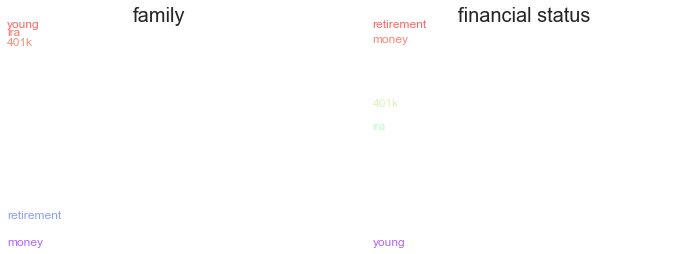 family
young
ira
401k
retirement
money
financial status
retirement
money
401k
ira
young